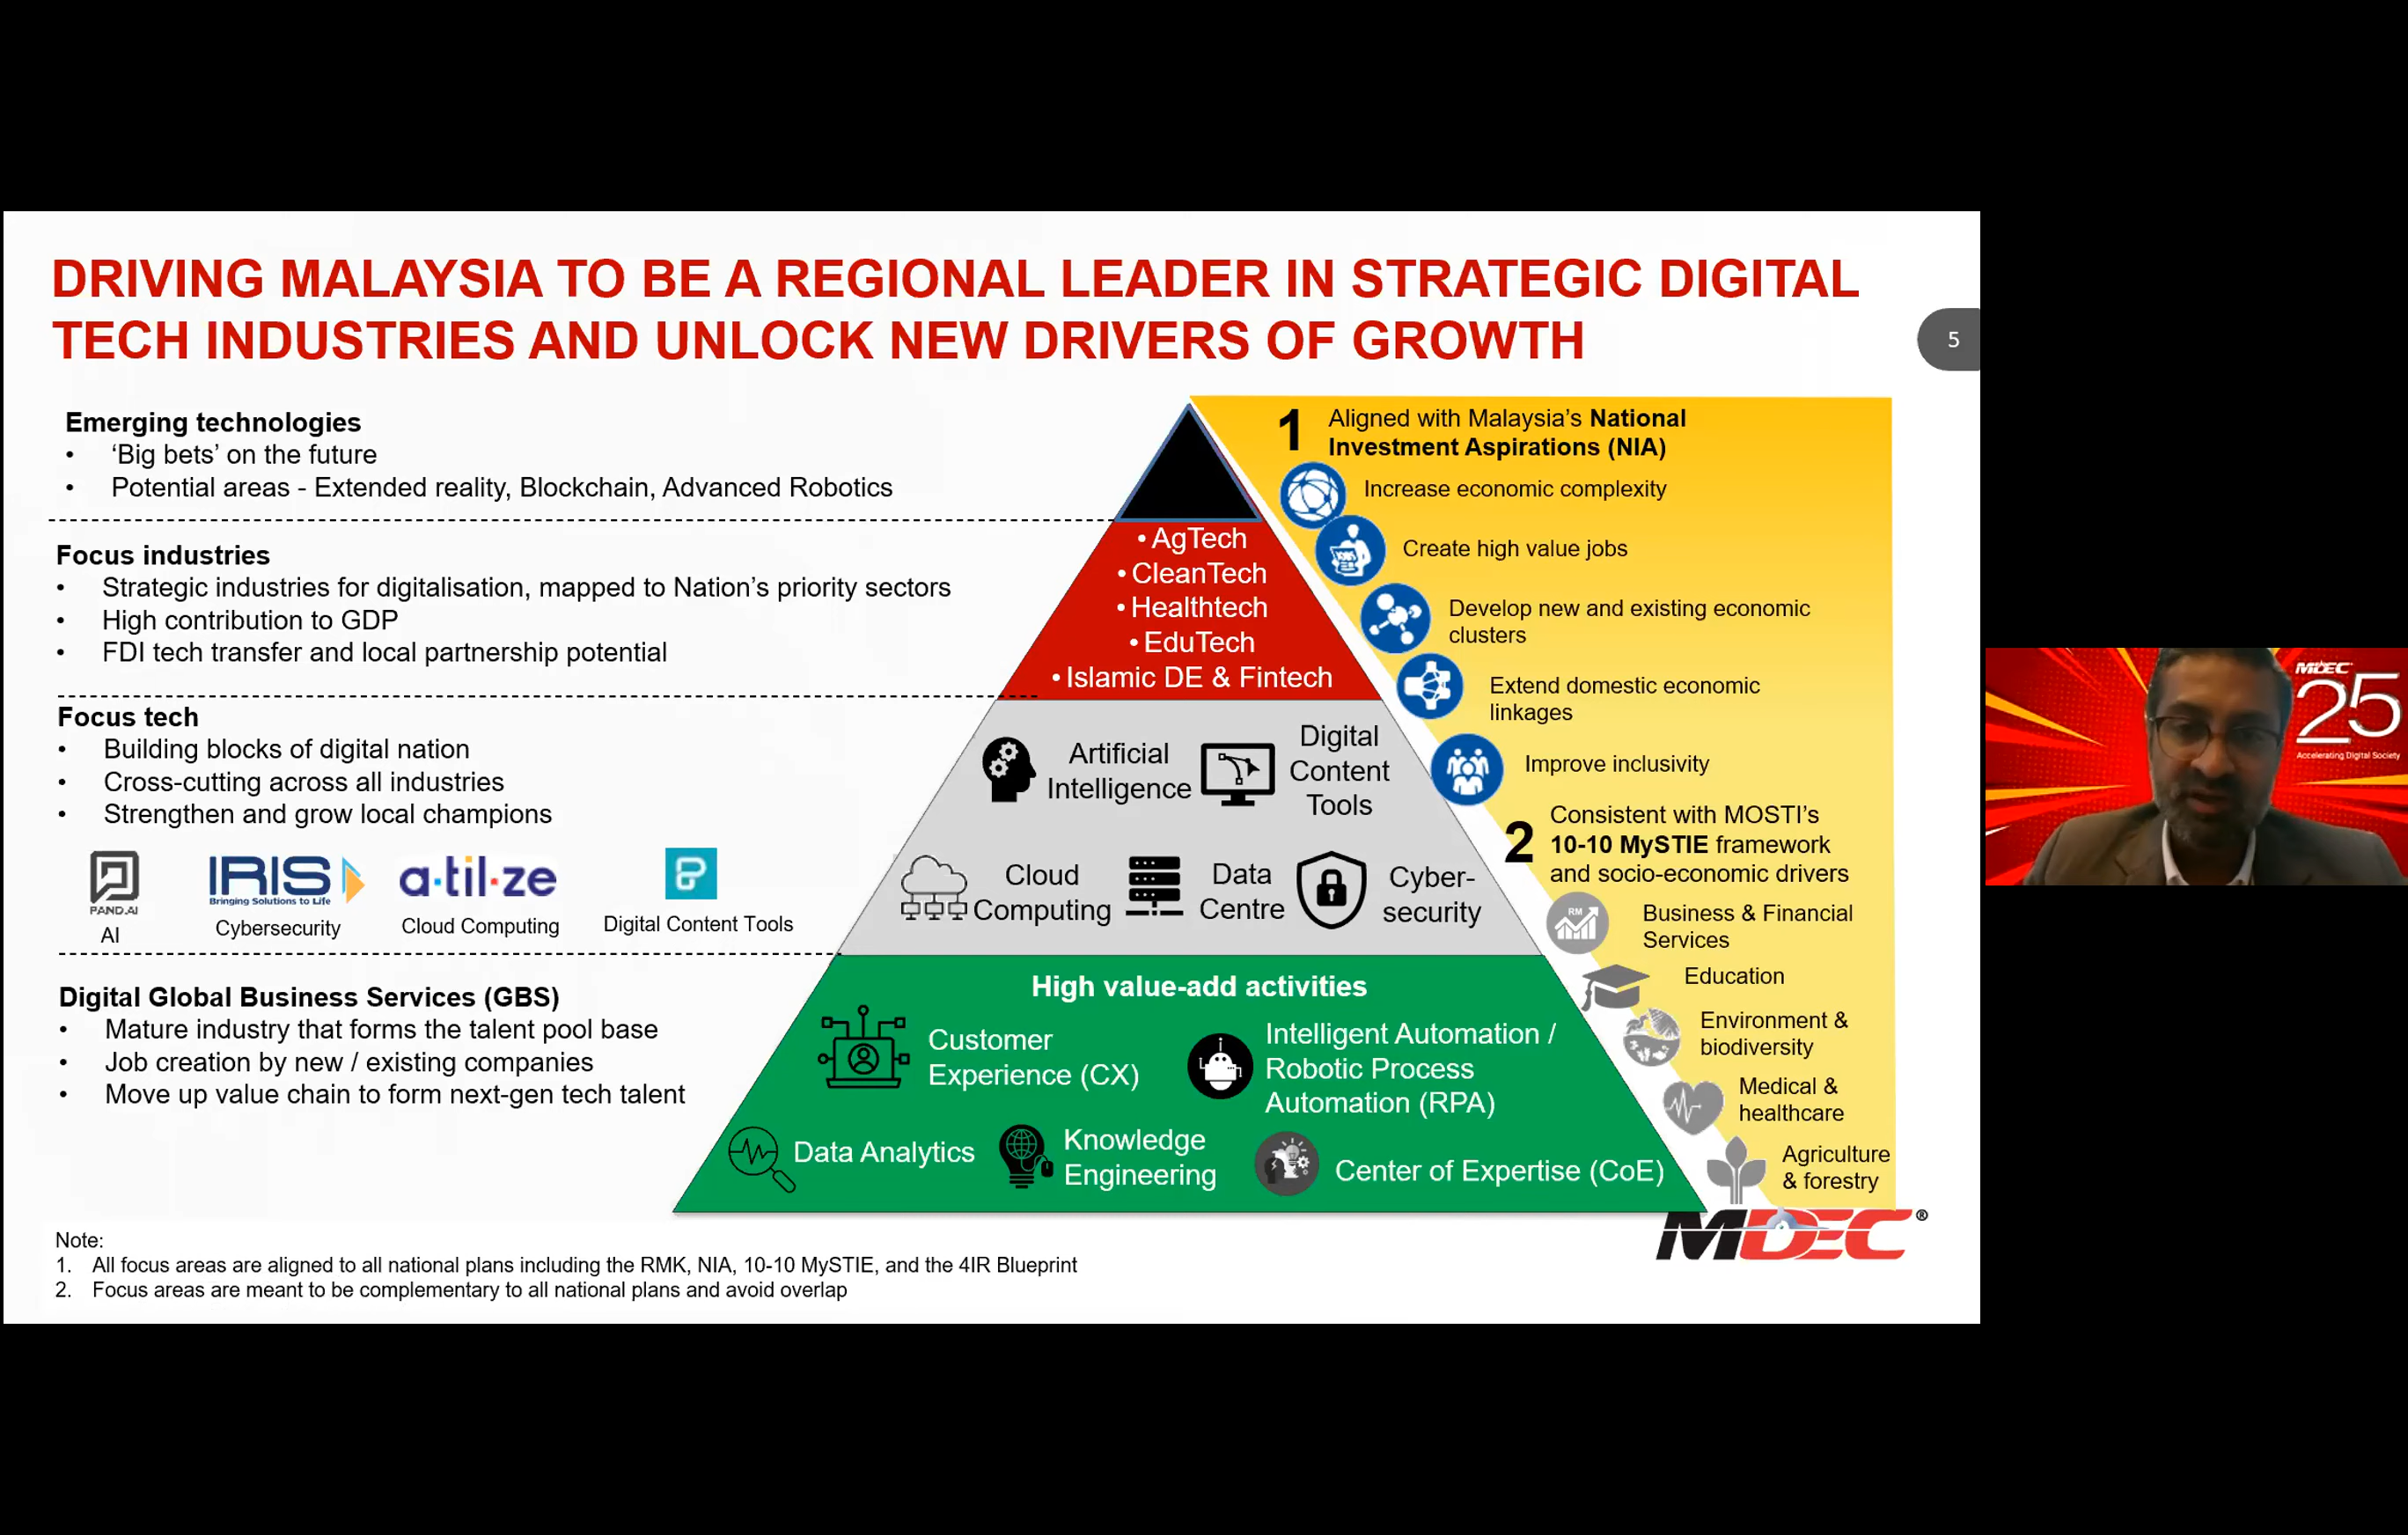 DRIVING MALAYSIA TO BE A REGIONAL LEADER IN STRATEGIC DIGITAL
TECH INDUSTRIES AND UNLOCK NEW DRIVERS OF GROWTH
5
Emerging technologies
• ‘Big bets’ on the future
• Potential areas - Extended reality, Blockchain, Advanced Robotics
Focus industries
• Strategic industries for digitalisation, mapped to Nation’s priority sectors
• High contribution to GDP
• FDI tech transfer and local partnership potential
Focus tech
• Building blocks of digital nation
• Cross-cutting across all industries
• Strengthen and grow local champions
PAND.AI
AI
IRIS
Bringing Solutions to Life
Cybersecurity
a·til·ze
Cloud Computing
Digital Content Tools
Digital Global Business Services (GBS)
• Mature industry that forms the talent pool base
• Job creation by new / existing companies
• Move up value chain to form next-gen tech talent
• AgTech
• CleanTech
• Healthtech
• EduTech
• Islamic DE & Fintech
Artificial
Intelligence
Digital
Content
Tools
Cloud
Computing
Data
Centre
Cyber-
security
High value-add activities
Customer
Experience (CX)
Intelligent Automation /
Robotic Process
Automation (RPA)
Data Analytics
Knowledge
Engineering
Center of Expertise (CoE)
1
Aligned with Malaysia’s National
Investment Aspirations (NIA)
Increase economic complexity
Create high value jobs
Develop new and existing economic
clusters
Extend domestic economic
linkages
Improve inclusivity
2
Consistent with MOSTI’s
10-10 MySTIE framework
and socio-economic drivers
RM
Business & Financial
Services
Education
Environment &
biodiversity
Medical &
healthcare
Agriculture
& forestry
MDEC®
Note:
1. All focus areas are aligned to all national plans including the RMK, NIA, 10-10 MySTIE, and the 4IR Blueprint
2. Focus areas are meant to be complementary to all national plans and avoid overlap
MDEC
25
Accelerating Digital Society